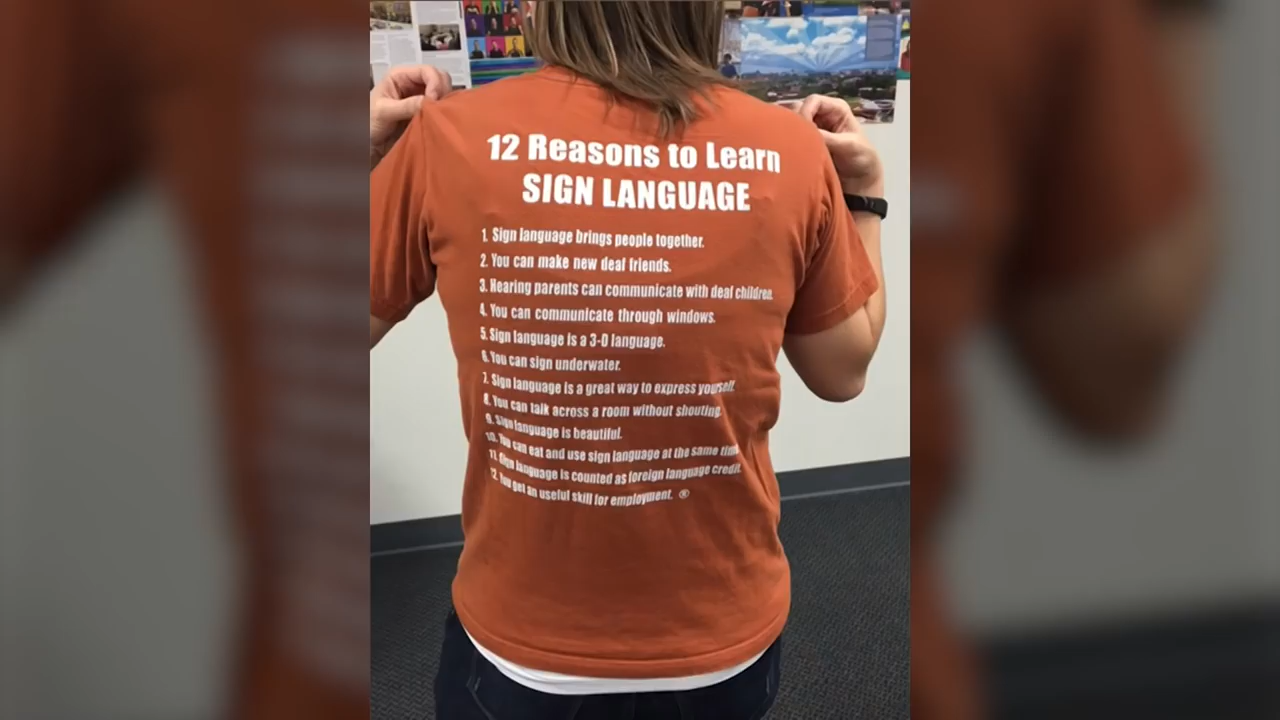 12 Reasons to Learn
SIGN LANGUAGE
1. Sign language brings people together.
2. You can make new deaf friends.
3. Hearing parents can communicate with deaf children.
4. You can communicate through windows.
5. Sign language is a 3-D language.
6. You can sign underwater.
7. Sign language is a great way to express yourself.
8. You can talk across a room without shouting.
9. Sign language is beautiful.
10. You can eat and use sign language at the same time.
11. Sign language is counted as foreign language credit.
12. You get an useful skill for employment. ®